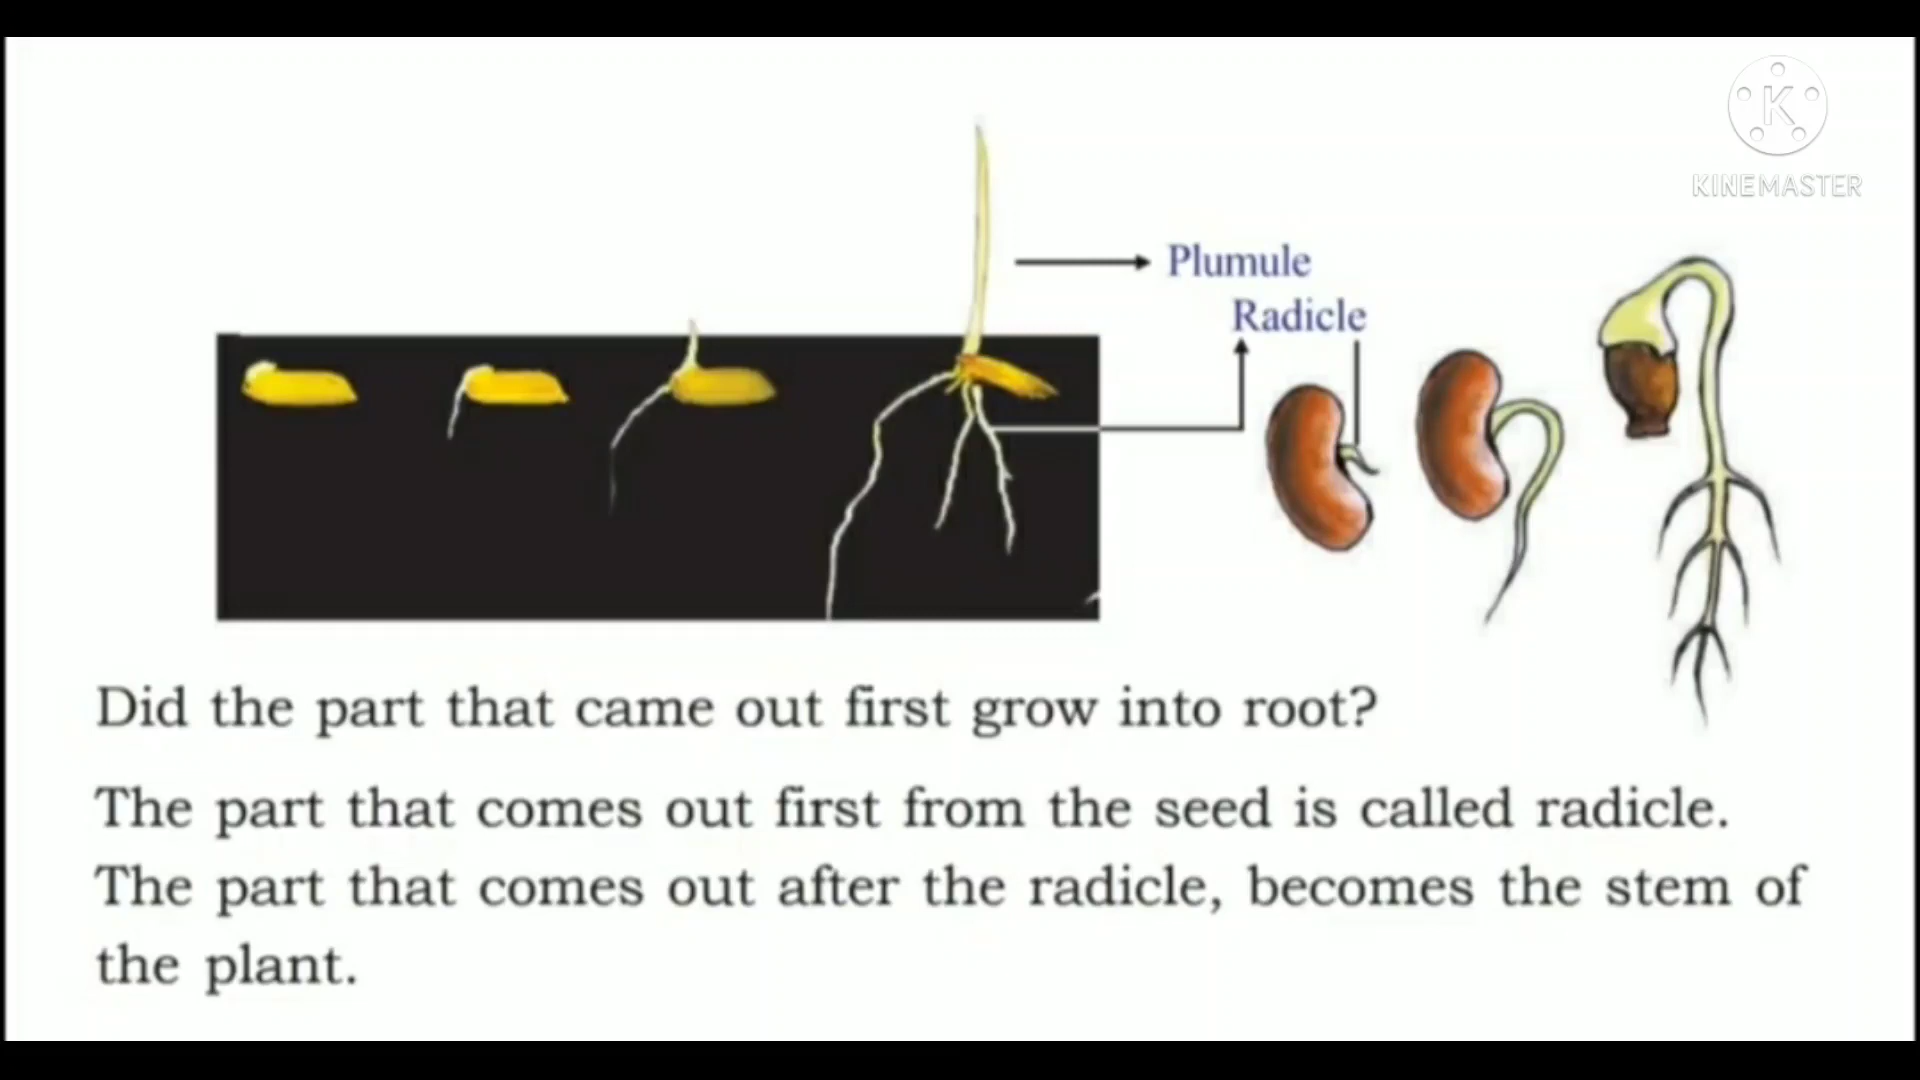 K
KINEMASTER
Plumule
Radicle
Did the part that came out first grow into root?
The part that comes out first from the seed is called radicle.
The part that comes out after the radicle, becomes the stem of
the plant.